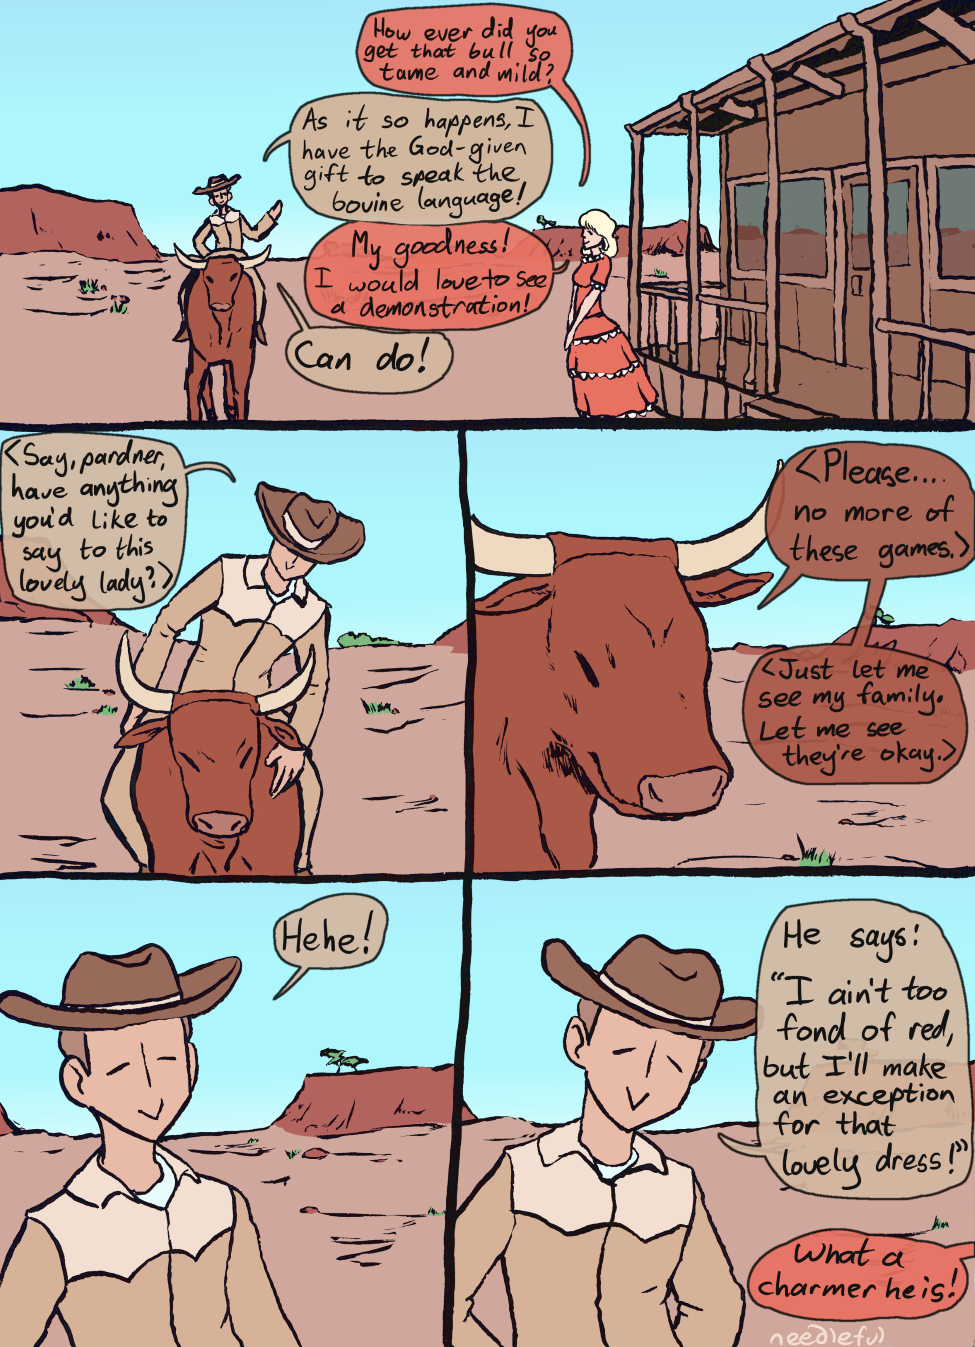 How ever did you
get that bull so
tame and mild?
As it so happens, I
have the God-given
gift to speak the
bovine language!
My goodness!
I would love to see
a demonstration!
Can do!
<Say, pardner,
have anything
you'd like to
say to this
lovely lady?>
<Please....
no more of
these games.>
<Just let me
see my family.
Let me see
they're okay.>
Hehe!
He says:
"I ain't too
fond of red,
but I'll make
an exception
for that
lovely dress!"
What a
charmer he is!
needleful